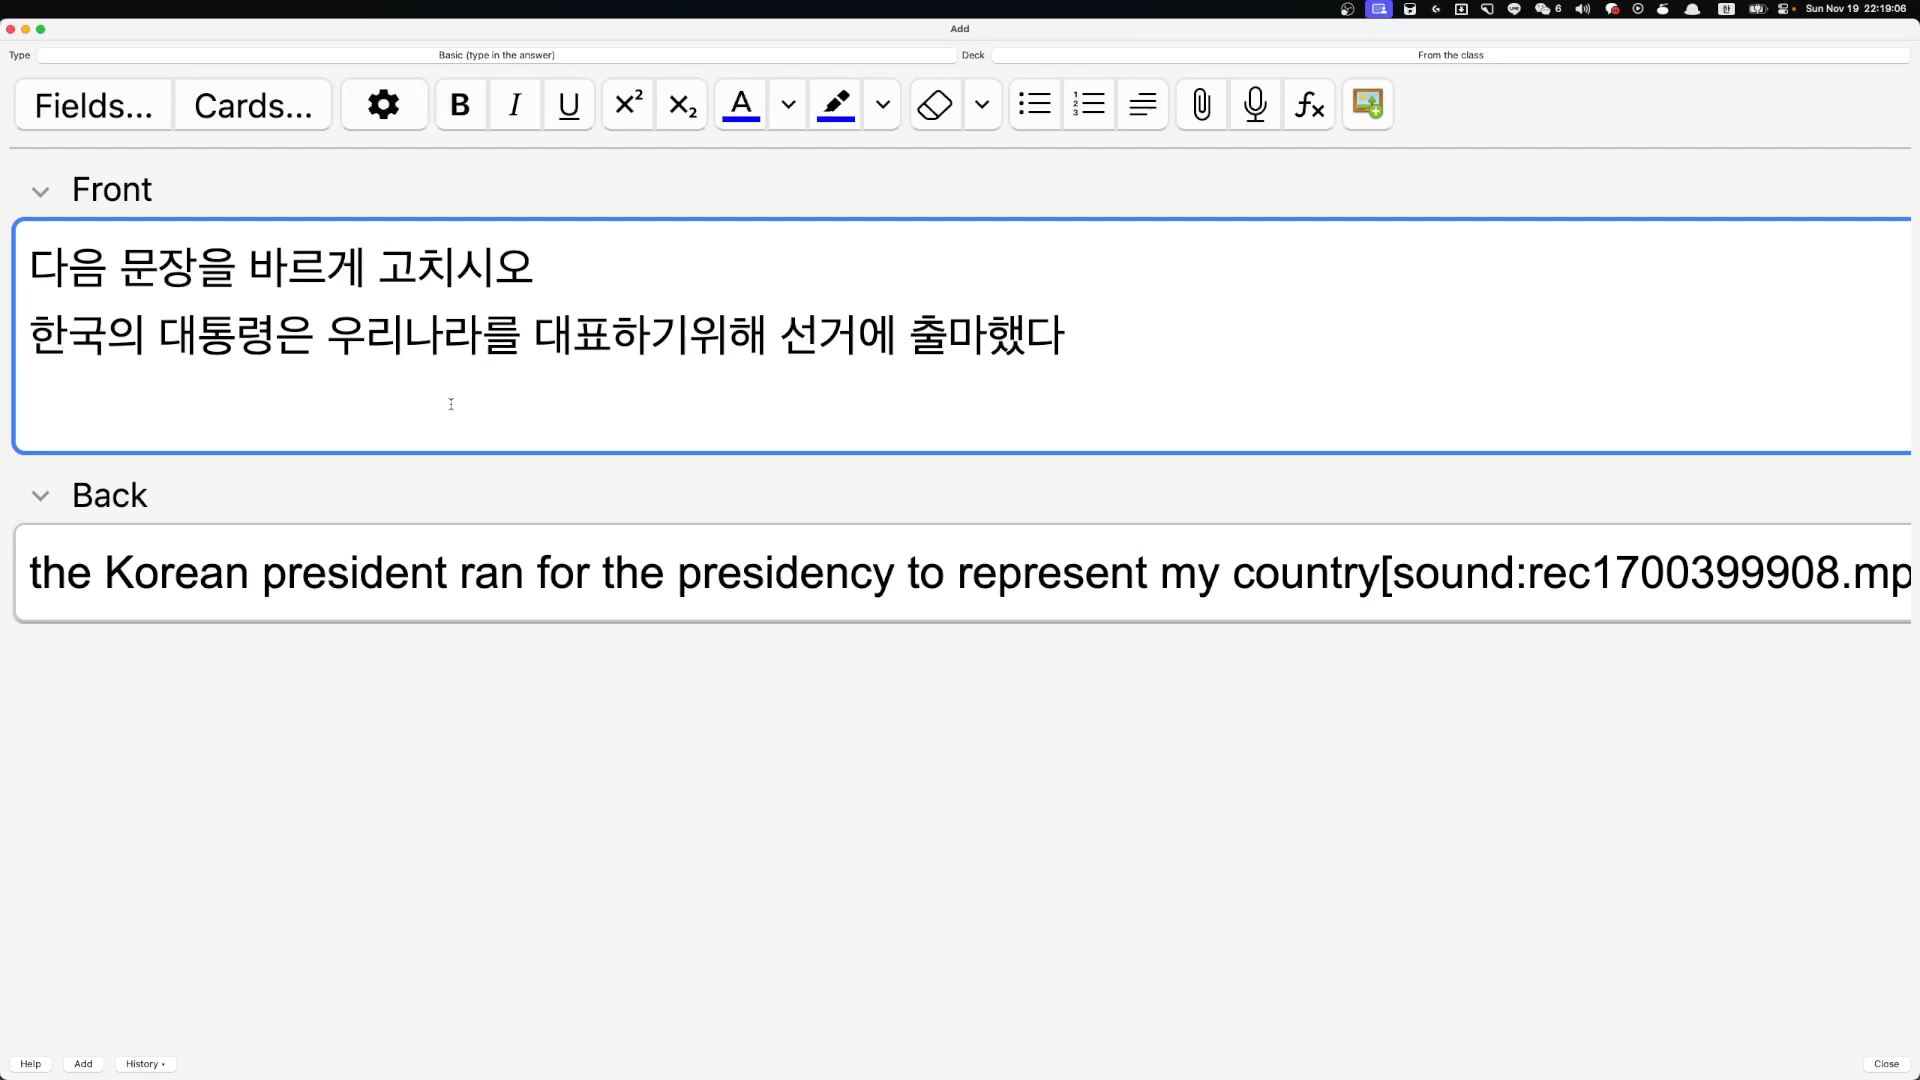 6
Sun Nov 19 22:19:06
Add
Type
Basic (type in the answer)
Deck
From the class
Fields...
Cards...
Front
다음 문장을 바르게 고치시오
한국의 대통령은 우리나라를 대표하기위해 선거에 출마했다
Back
the Korean president ran for the presidency to represent my country[sound:rec1700399908.mp
Help
Add
History
Close